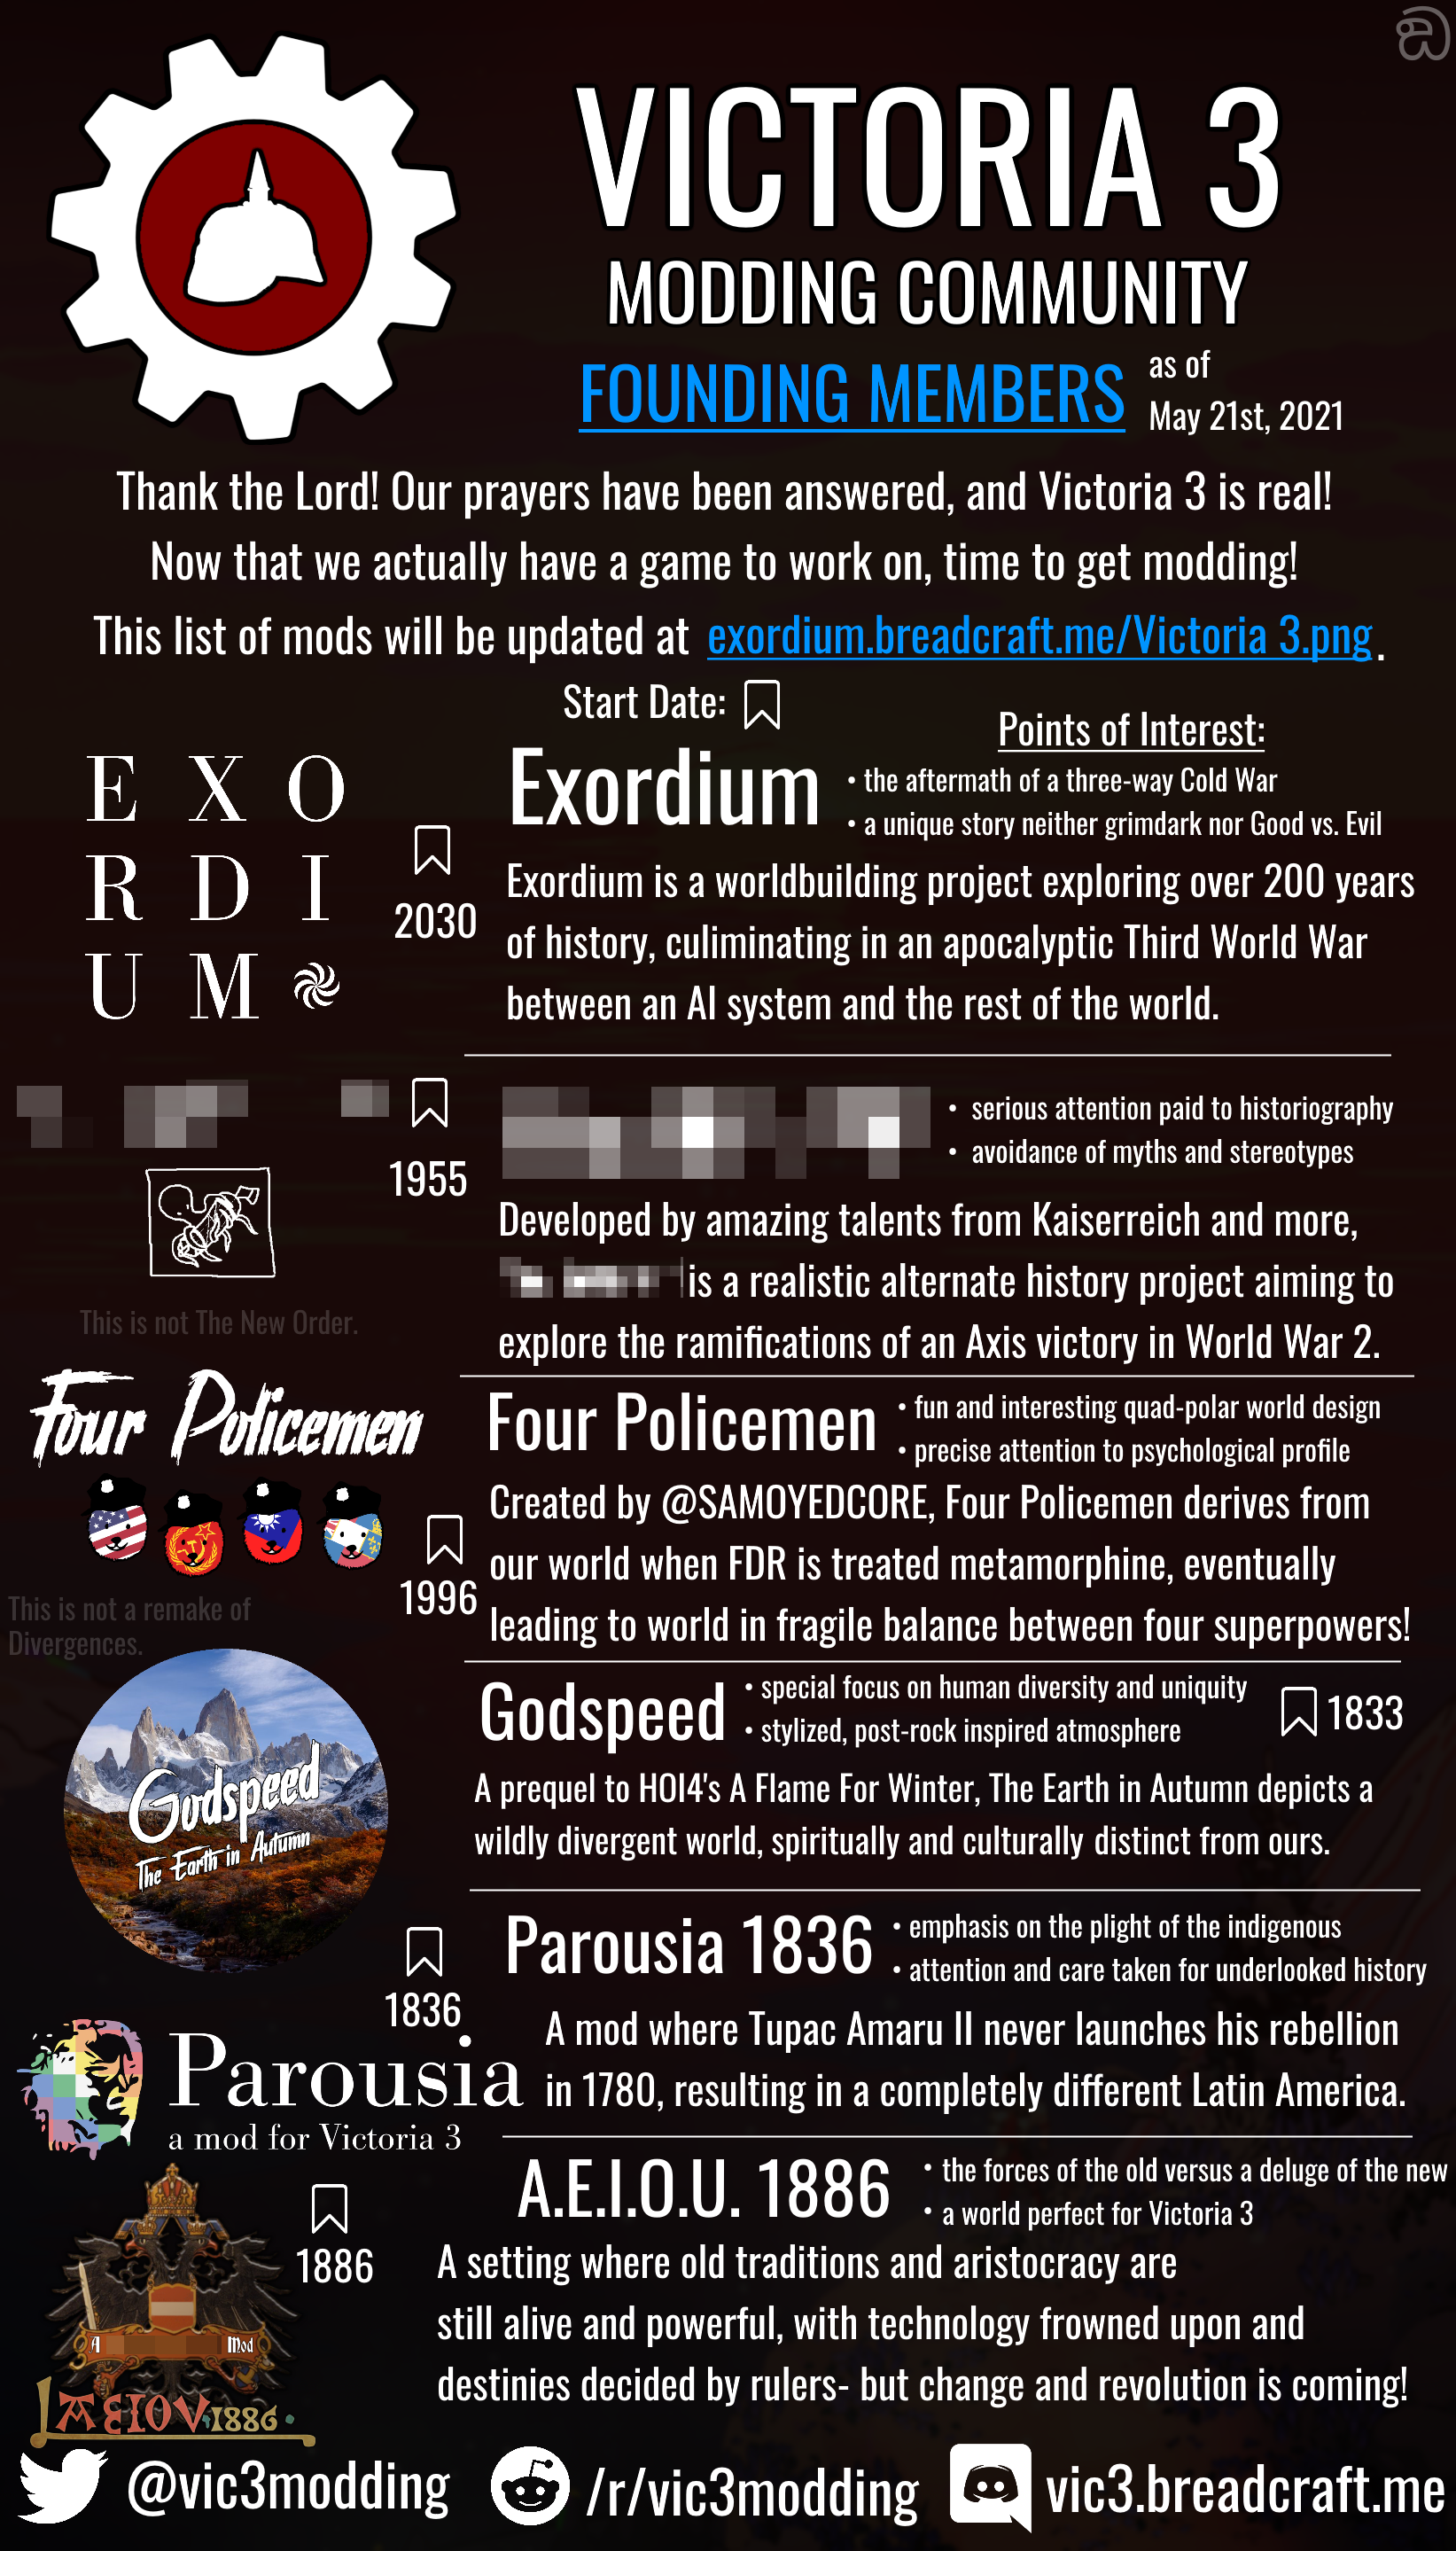 VICTORIA 3
MODDING COMMUNITY
FOUNDING MEMBERS
as of
May 21st, 2021
Thank the Lord! Our prayers have been answered, and Victoria 3 is real!
Now that we actually have a game to work on, time to get modding!
This list of mods will be updated at exordium.breadcraft.me/Victoria 3.png.
Start Date:
Points of Interest:
E X O
R D I
U M
2030
Exordium
• the aftermath of a three-way Cold War
• a unique story neither grimdark nor Good vs. Evil
Exordium is a worldbuilding project exploring over 200 years
of history, culiminating in an apocalyptic Third World War
between an AI system and the rest of the world.
1955
This is not The New Order.
• serious attention paid to historiography
• avoidance of myths and stereotypes
Developed by amazing talents from Kaiserreich and more,
is a realistic alternate history project aiming to
explore the ramifications of an Axis victory in World War 2.
Four Policemen
1996
This is not a remake of
Divergences.
Four Policemen
• fun and interesting quad-polar world design
• precise attention to psychological profile
Created by @SAMOYEDCORE, Four Policemen derives from
our world when FDR is treated metamorphine, eventually
leading to world in fragile balance between four superpowers!
Godspeed
The Earth in Autumn
Godspeed
• special focus on human diversity and uniquity
• stylized, post-rock inspired atmosphere
1833
A prequel to HOI4's A Flame For Winter, The Earth in Autumn depicts a
wildly divergent world, spiritually and culturally distinct from ours.
1836
Parousia
a mod for Victoria 3
Parousia 1836
• emphasis on the plight of the indigenous
• attention and care taken for underlooked history
A mod where Tupac Amaru II never launches his rebellion
in 1780, resulting in a completely different Latin America.
1886
A Mod
AEIOV 1886
A.E.I.O.U. 1886
• the forces of the old versus a deluge of the new
• a world perfect for Victoria 3
A setting where old traditions and aristocracy are
still alive and powerful, with technology frowned upon and
destinies decided by rulers- but change and revolution is coming!
@vic3modding
/r/vic3modding
vic3.breadcraft.me